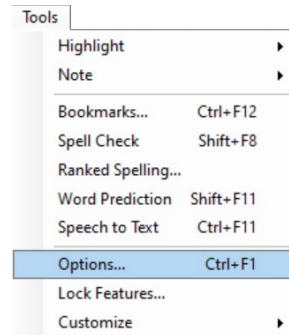 Tools
Highlight
Note
Bookmarks... Ctrl+F12
Spell Check Shift+F8
Ranked Spelling...
Word Prediction Shift+F11
Speech to Text Ctrl+F11
Options... Ctrl+F1
Lock Features...
Customize